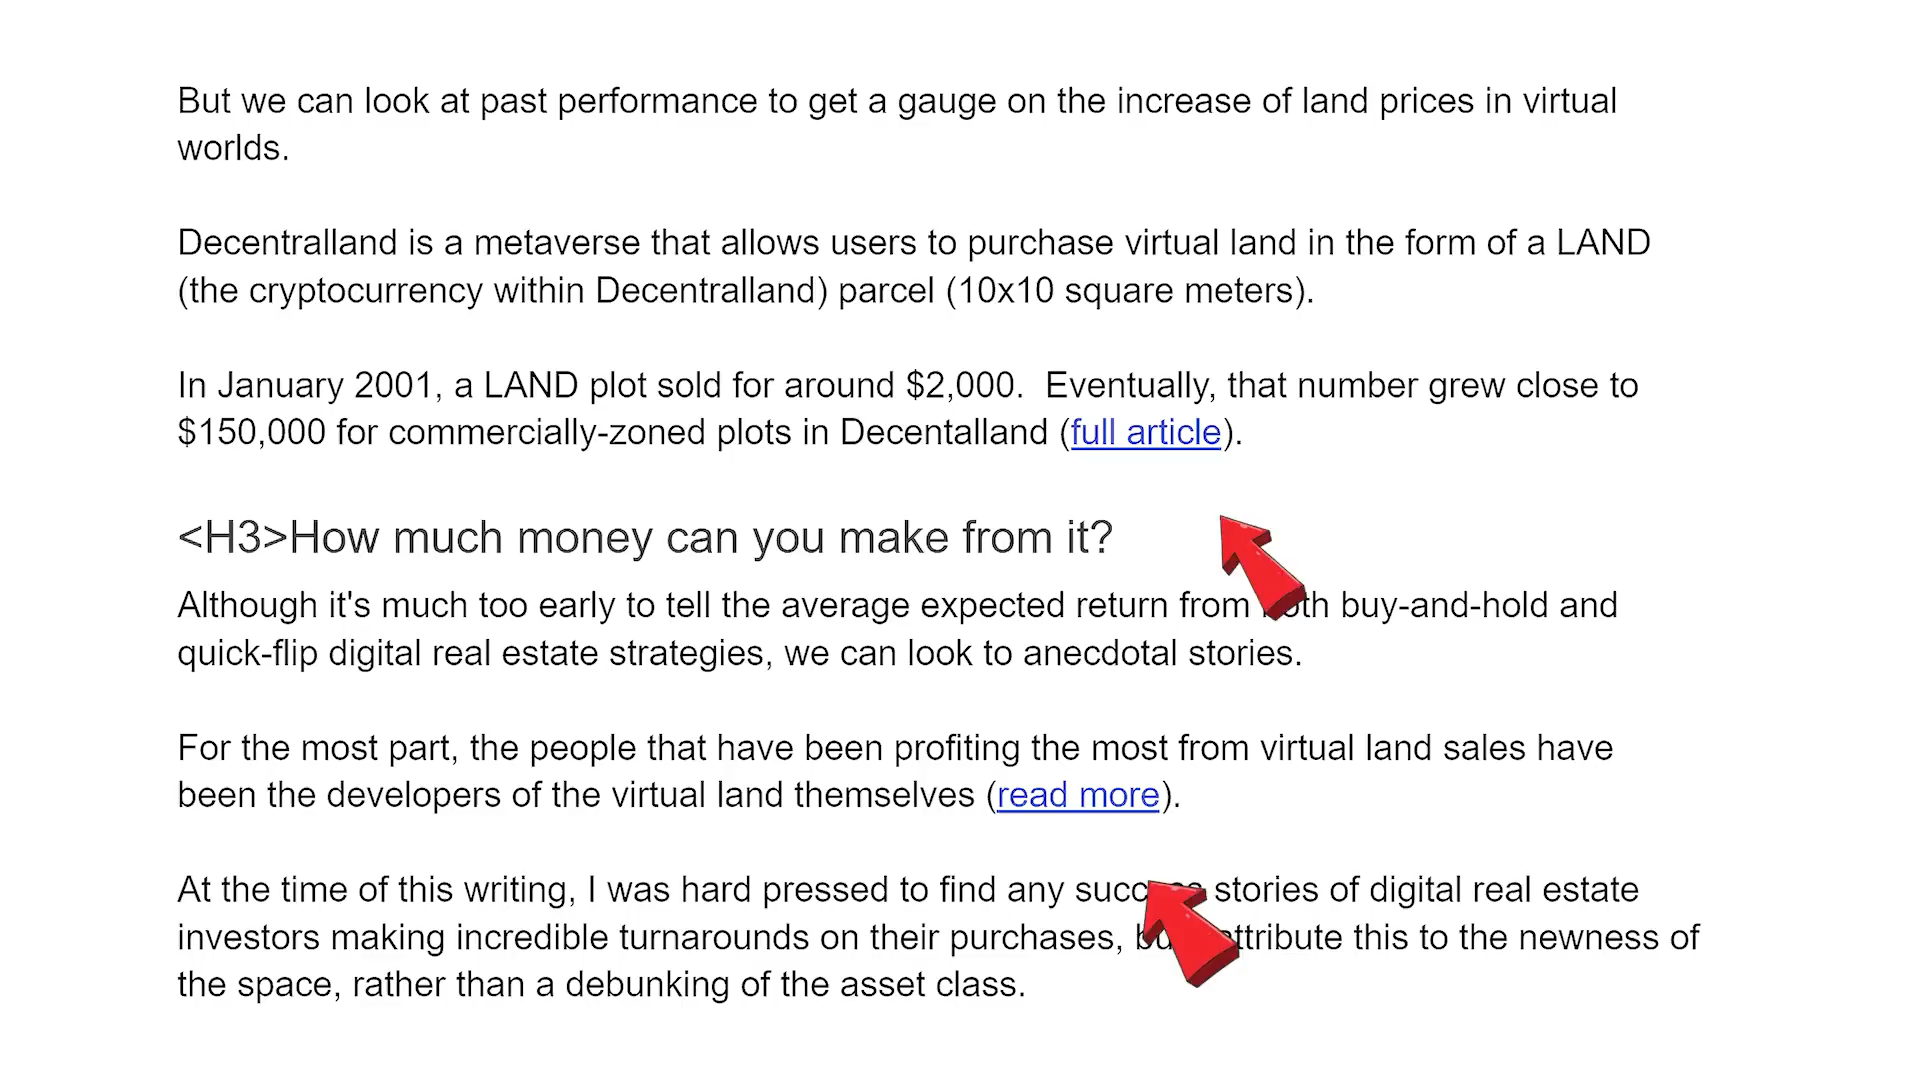 But we can look at past performance to get a gauge on the increase of land prices in virtual
worlds.
Decentralland is a metaverse that allows users to purchase virtual land in the form of a LAND
(the cryptocurrency within Decentralland) parcel (10x10 square meters).
In January 2001, a LAND plot sold for around $2,000.  Eventually, that number grew close to
$150,000 for commercially-zoned plots in Decentalland (full article).
<H3>How much money can you make from it?
Although it's much too early to tell the average expected return from both buy-and-hold and
quick-flip digital real estate strategies, we can look to anecdotal stories.
For the most part, the people that have been profiting the most from virtual land sales have
been the developers of the virtual land themselves (read more).
At the time of this writing, I was hard pressed to find any success stories of digital real estate
investors making incredible turnarounds on their purchases, but attribute this to the newness of
the space, rather than a debunking of the asset class.